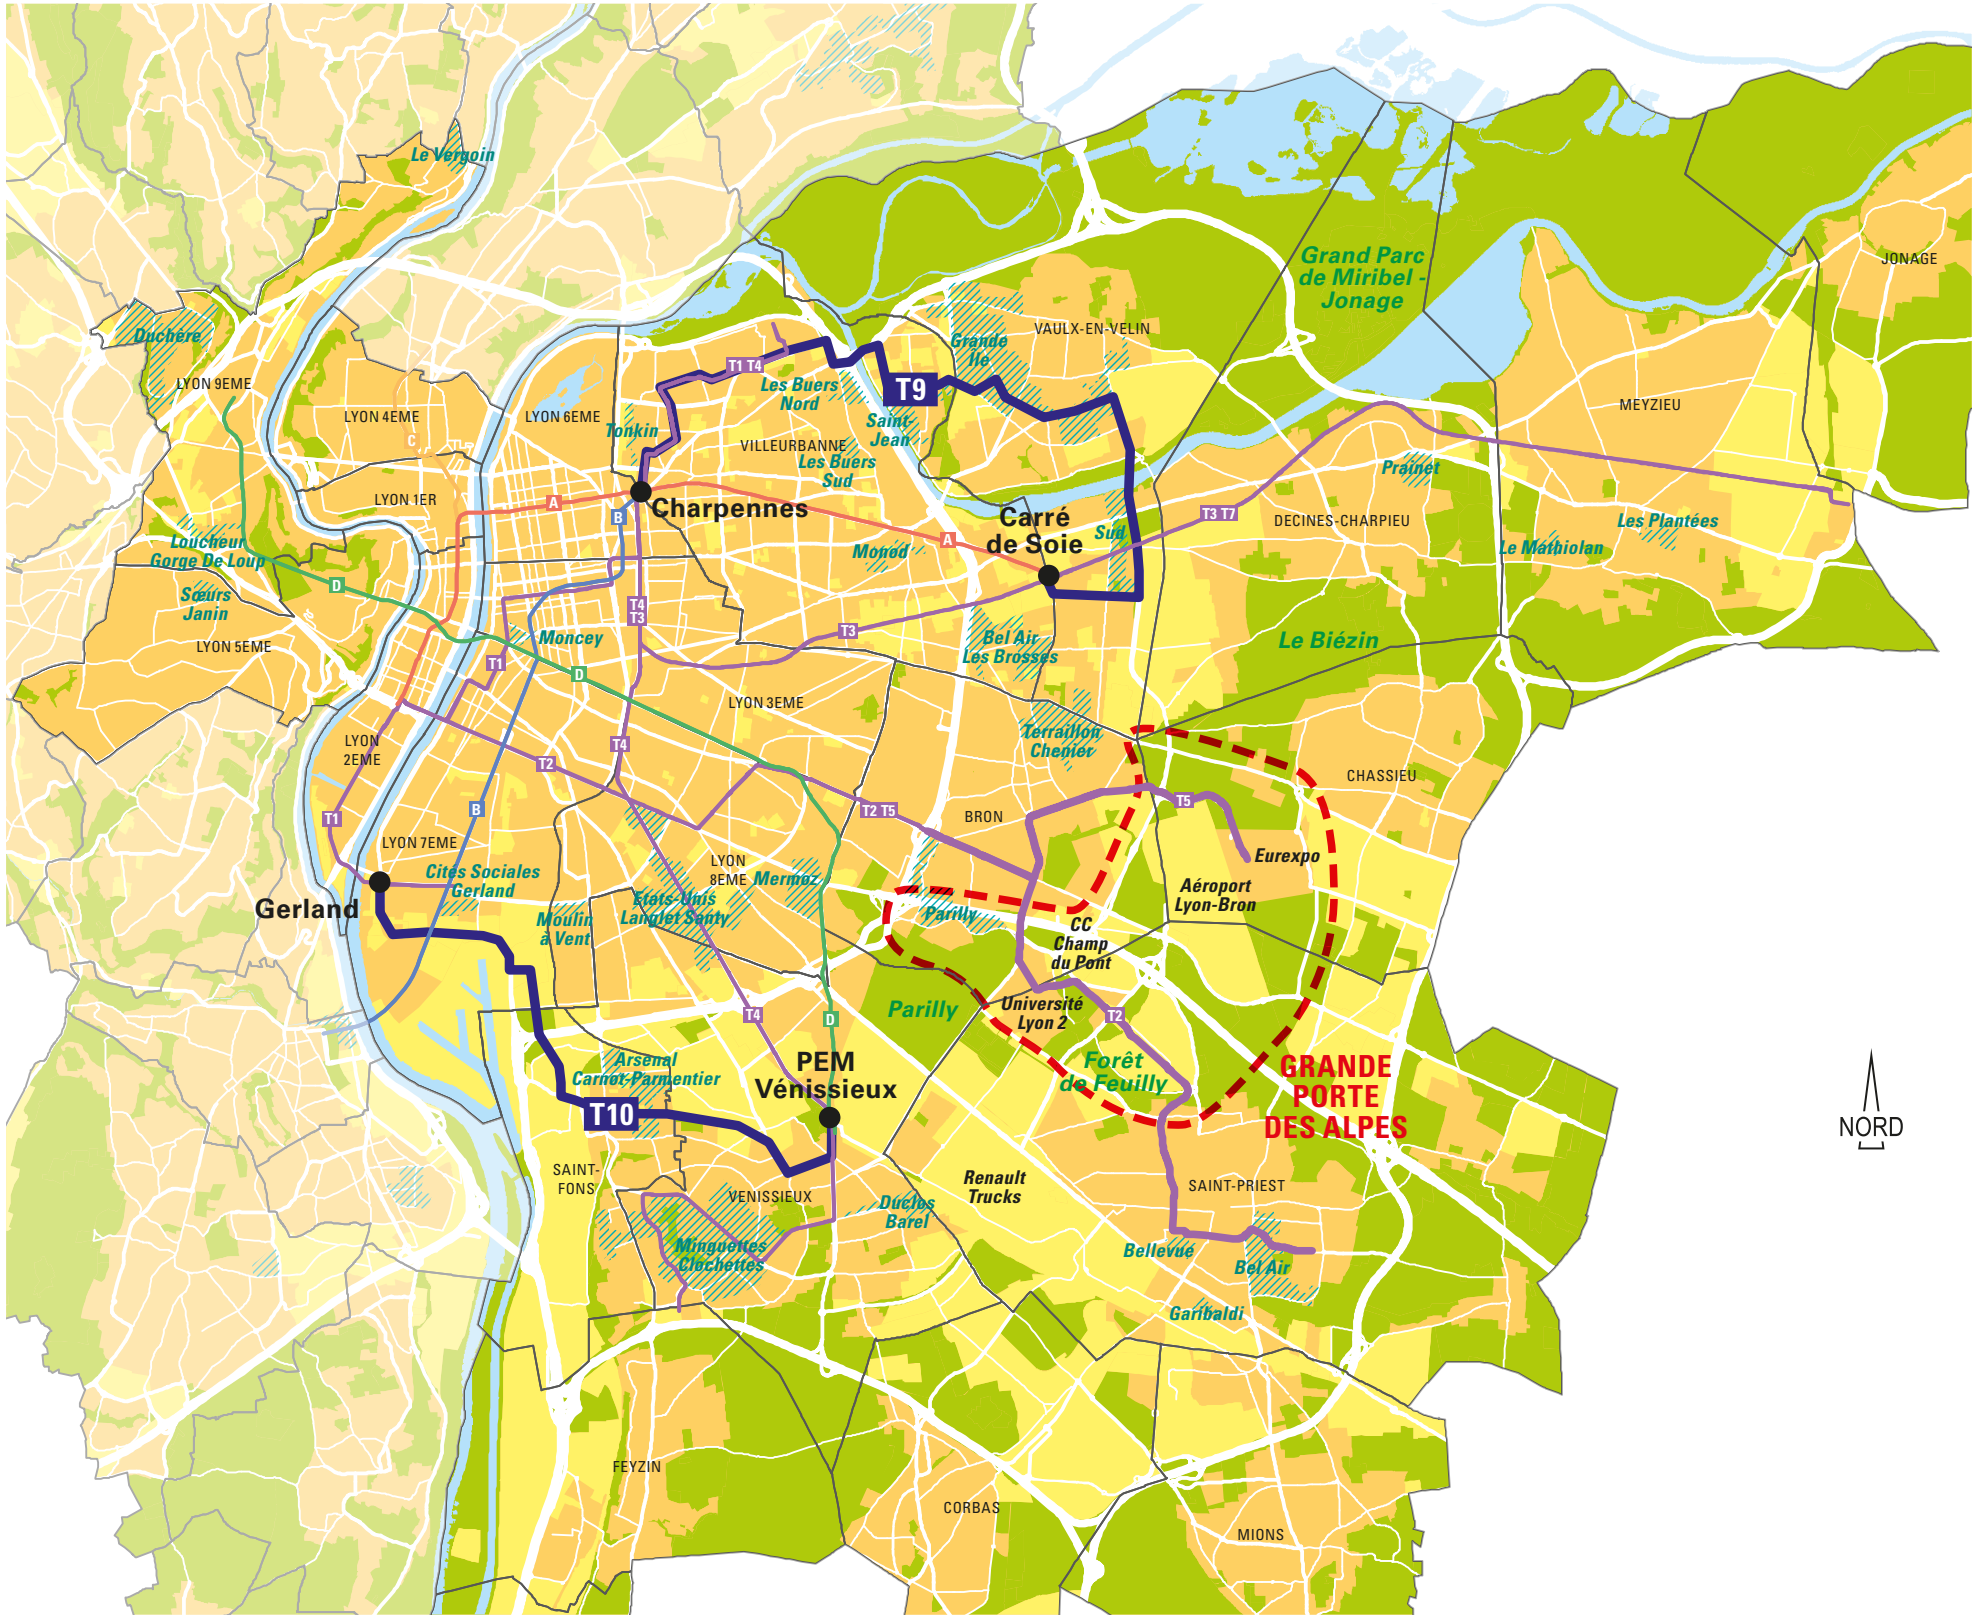 Le Vergoin
Grand Parc
de Miribel -
Jonage
JONAGE
Duchère
VAULX-EN-VELIN
Grande
Île
T1 T4
LYON 9EME
Les Buers
Nord
T9
MEYZIEU
LYON 4EME
LYON 6EME
Saint-
Jean
Tonkin
C
VILLEURBANNE
Les Buers
Sud
Prainet
LYON 1ER
A
B
Charpennes
Carré
de Soie
T3 T7
DECINES-CHARPIEU
Les Plantées
Loucheur
Gorge De Loup
Monod
A
Sud
Le Mathiolan
D
Sœurs
Janin
T4
T3
T3
Moncey
Bel Air
Les Brosses
Le Biézin
LYON 5EME
T1
D
LYON 3EME
LYON
2EME
T4
T2
Terraillon
Chenier
CHASSIEU
T1
B
T2 T5
BRON
T5
LYON 7EME
Eurexpo
Cités Sociales
Gerland
LYON
8EME
Mermoz
Aéroport
Lyon-Bron
Gerland
Moulin
à Vent
États-Unis
Langlet Santy
Parilly
CC
Champ
du Pont
Parilly
Université
Lyon 2
T4
D
T2
Arsenal
Carnot-Parmentier
PEM
Vénissieux
Forêt
de Feuilly
GRANDE
PORTE
DES ALPES
NORD
T10
SAINT-
FONS
VENISSIEUX
Renault
Trucks
SAINT-PRIEST
Duclos
Barel
Minguettes
Clochettes
Bellevue
Bel Air
Garibaldi
FEYZIN
CORBAS
MIONS